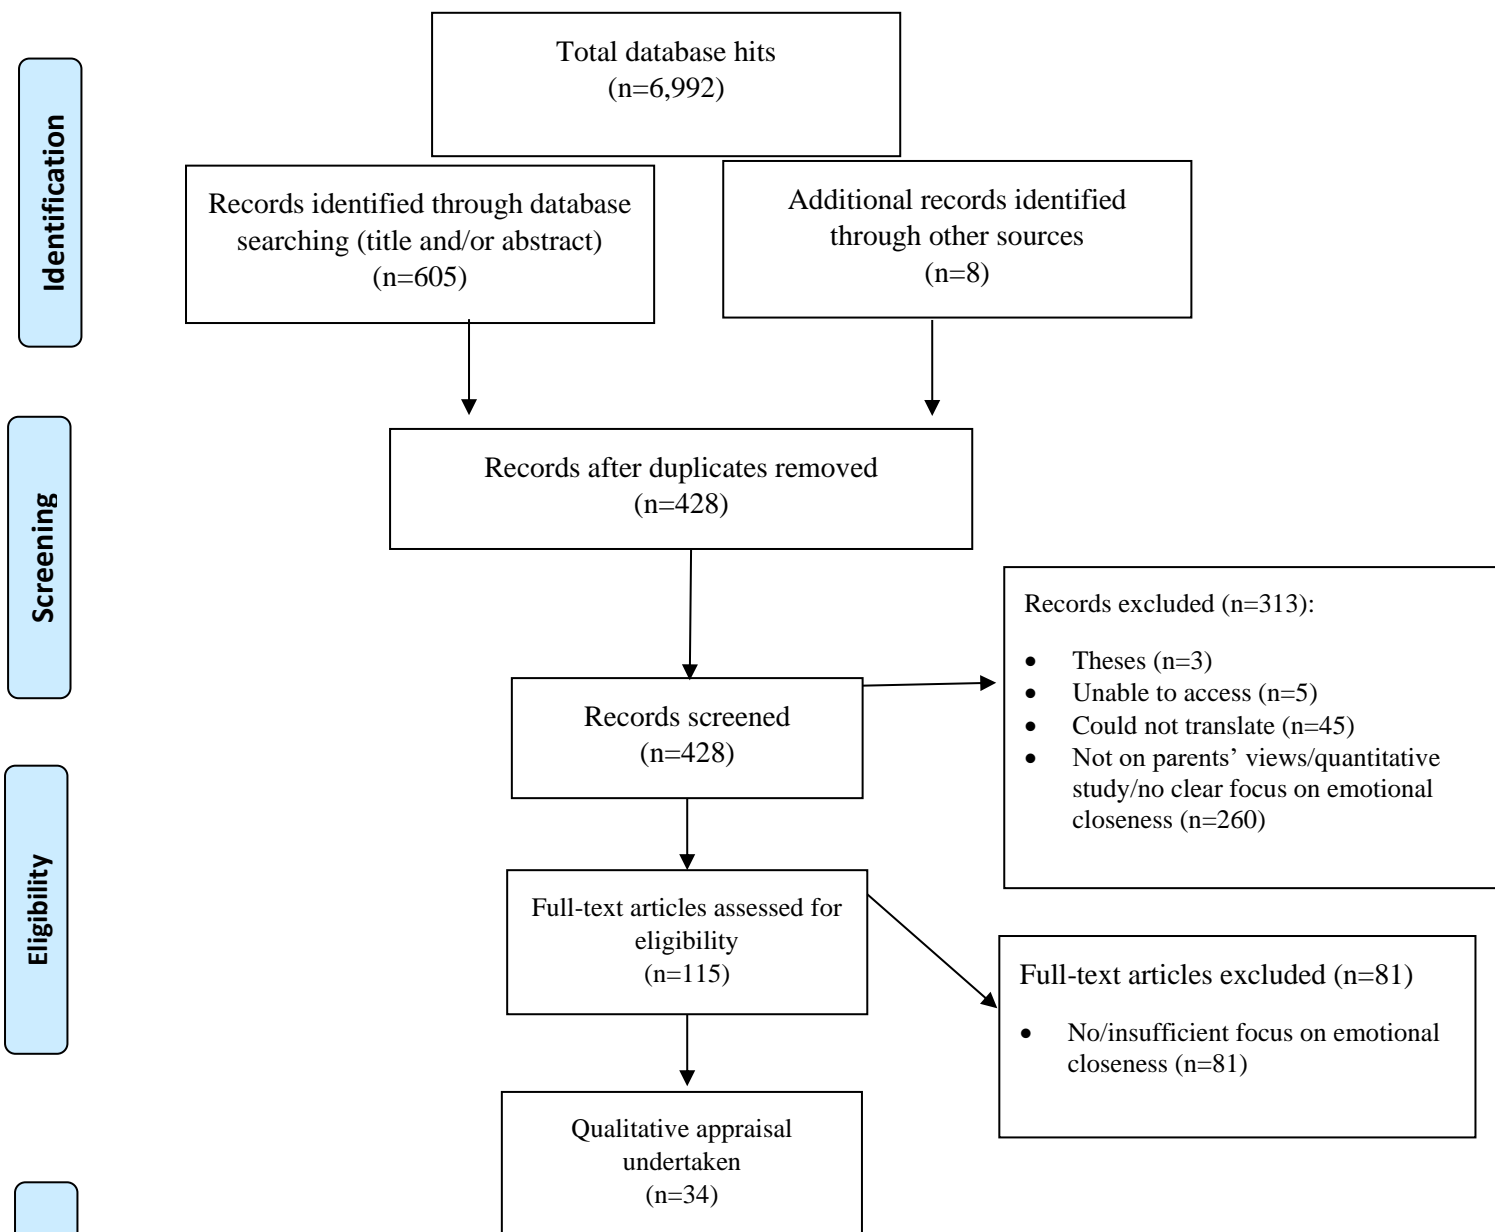 Total database hits
(n=6,992)
Identification
Records identified through database
searching (title and/or abstract)
(n=605)
Additional records identified
through other sources
(n=8)
Records after duplicates removed
(n=428)
Screening
Records screened
(n=428)
Records excluded (n=313):
• Theses (n=3)
• Unable to access (n=5)
• Could not translate (n=45)
• Not on parents’ views/quantitative
study/no clear focus on emotional
closeness (n=260)
Eligibility
Full-text articles assessed for
eligibility
(n=115)
Full-text articles excluded (n=81)
• No/insufficient focus on emotional
closeness (n=81)
Qualitative appraisal
undertaken
(n=34)